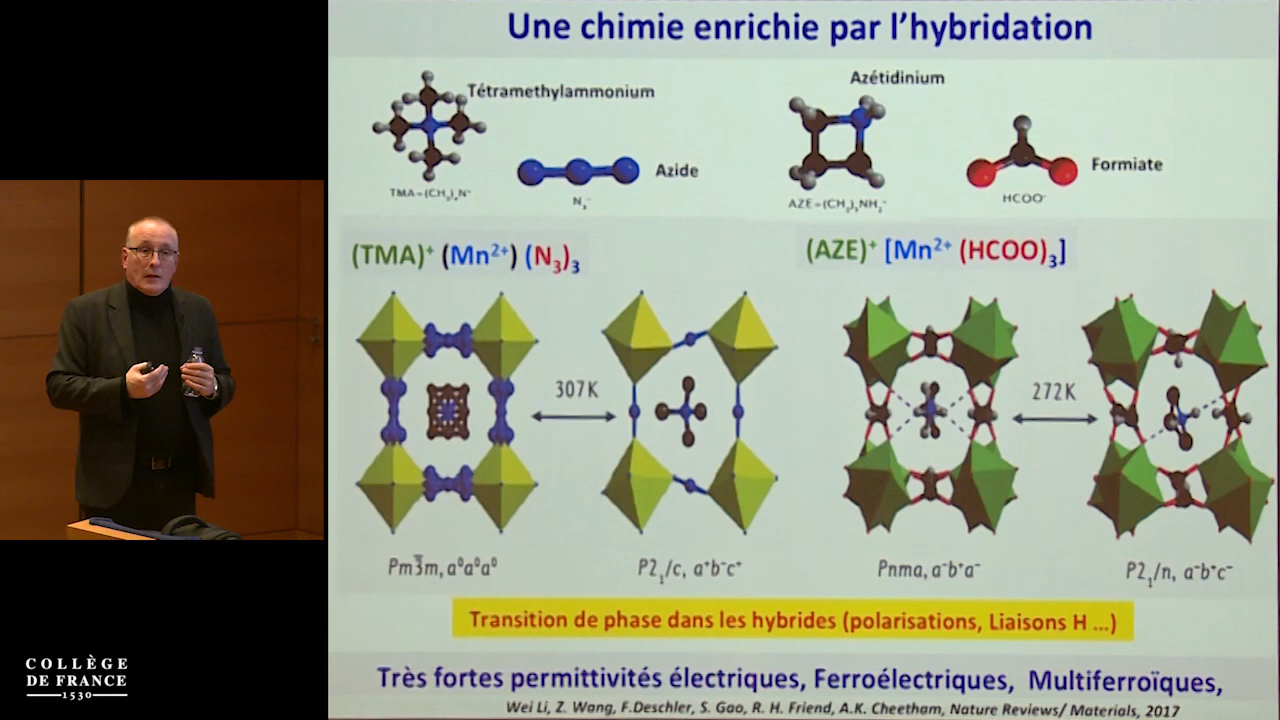 Une chimie enrichie par l'hybridation
Tétramethylammonium
Azétidinium
Azide
Formiate
TMA=(CH3)4N-
N3-
AZE=(CH2)3NH2-
HCOO-
(TMA)+ (Mn2+) (N3)3
(AZE)+ [Mn2+ (HCOO)3]
307K
272K
Pm3̅m, a0a0a0
P21/c, a+b-c+
Pnma, a-b+a-
P21/n, a-b+c-
Transition de phase dans les hybrides (polarisations, Liaisons H ...)
Très fortes permittivités électriques, Ferroélectriques, Multiferroïques,
Wei Li, Z. Wang, F.Deschler, S. Gao, R. H. Friend, A.K. Cheetham, Nature Reviews/ Materials, 2017
COLLÈGE
DE FRANCE
1530